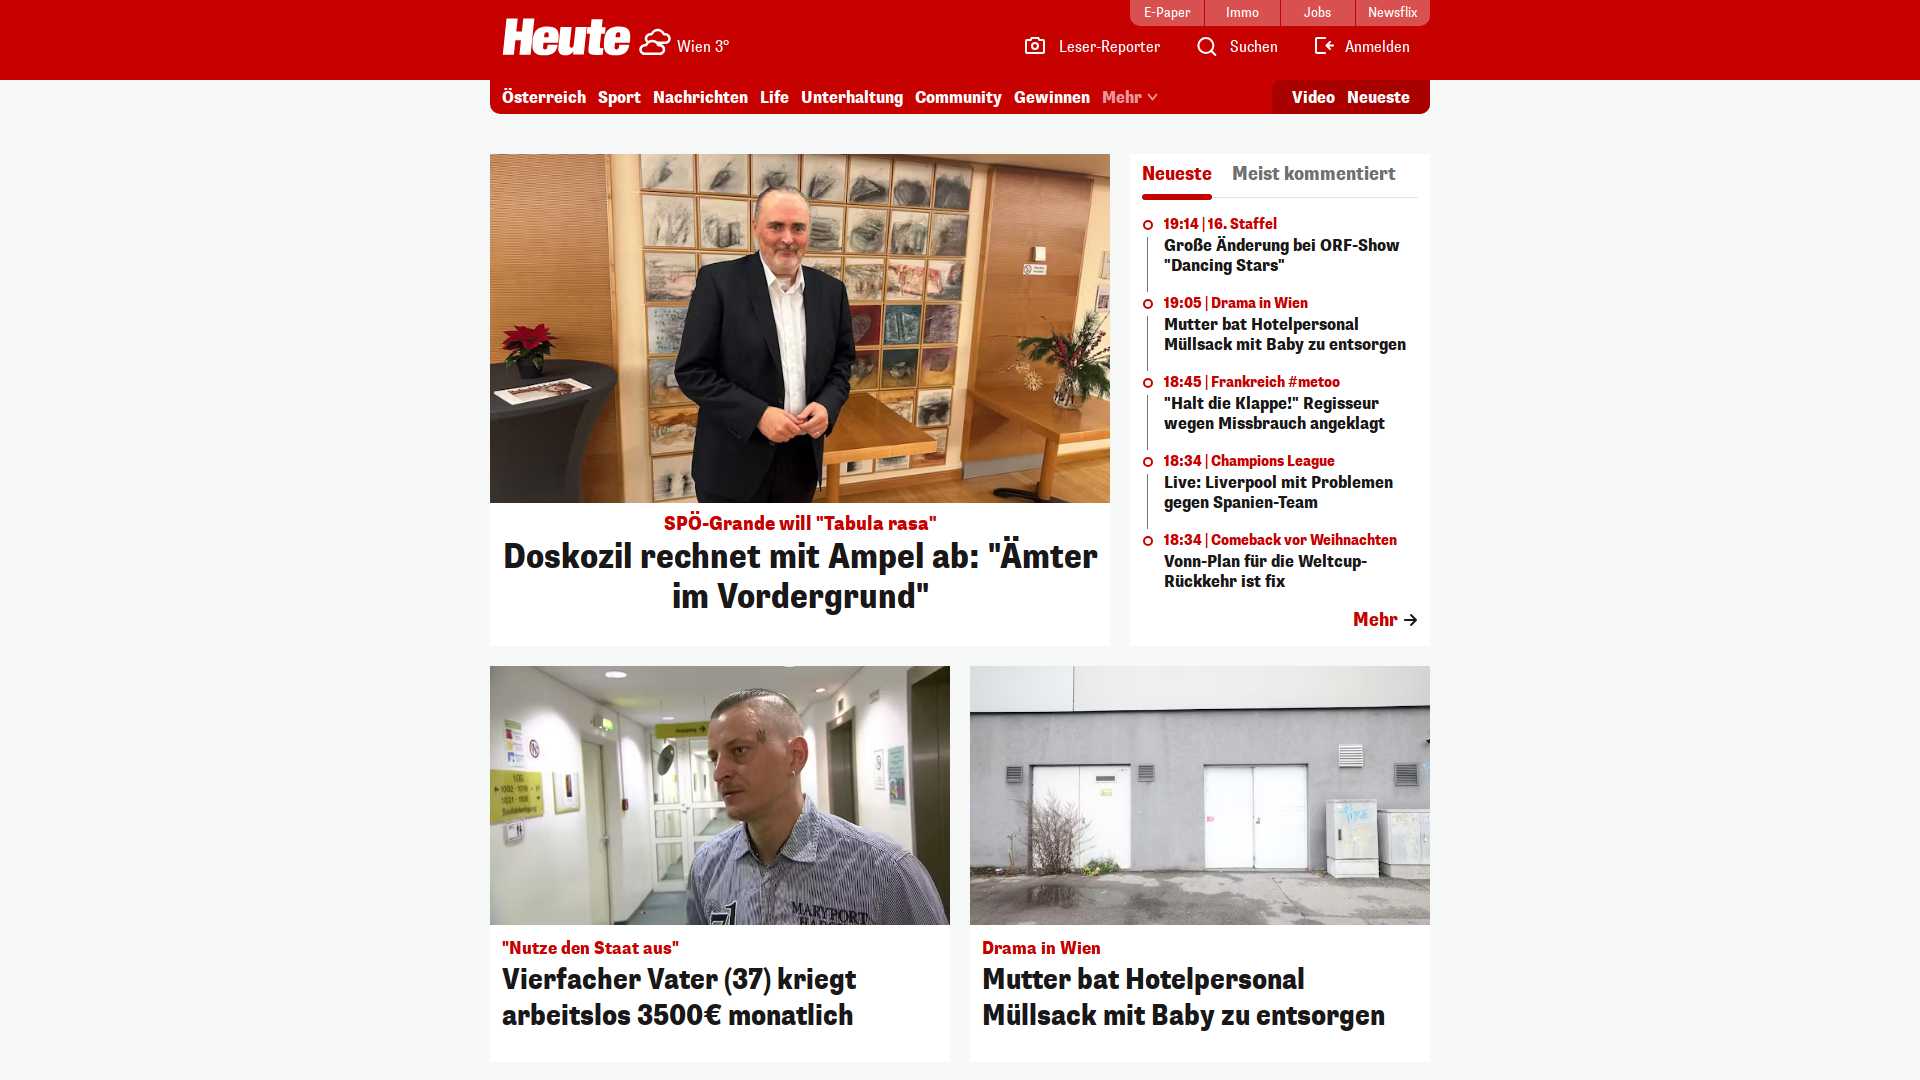 E-Paper
Immo
Jobs
Newsflix
Heute
Wien 3°
Leser-Reporter
Suchen
Anmelden
Österreich
Sport
Nachrichten
Life
Unterhaltung
Community
Gewinnen
Mehr
Video
Neueste
SPÖ-Grande will "Tabula rasa"
Doskozil rechnet mit Ampel ab: "Ämter
im Vordergrund"
Neueste
Meist kommentiert
19:14 | 16. Staffel
Große Änderung bei ORF-Show
"Dancing Stars"
19:05 | Drama in Wien
Mutter bat Hotelpersonal
Müllsack mit Baby zu entsorgen
18:45 | Frankreich #metoo
"Halt die Klappe!" Regisseur
wegen Missbrauch angeklagt
18:34 | Champions League
Live: Liverpool mit Problemen
gegen Spanien-Team
18:34 | Comeback vor Weihnachten
Vonn-Plan für die Weltcup-
Rückkehr ist fix
Mehr
MARYPORT
"Nutze den Staat aus"
Vierfacher Vater (37) kriegt
arbeitslos 3500€ monatlich
Drama in Wien
Mutter bat Hotelpersonal
Müllsack mit Baby zu entsorgen